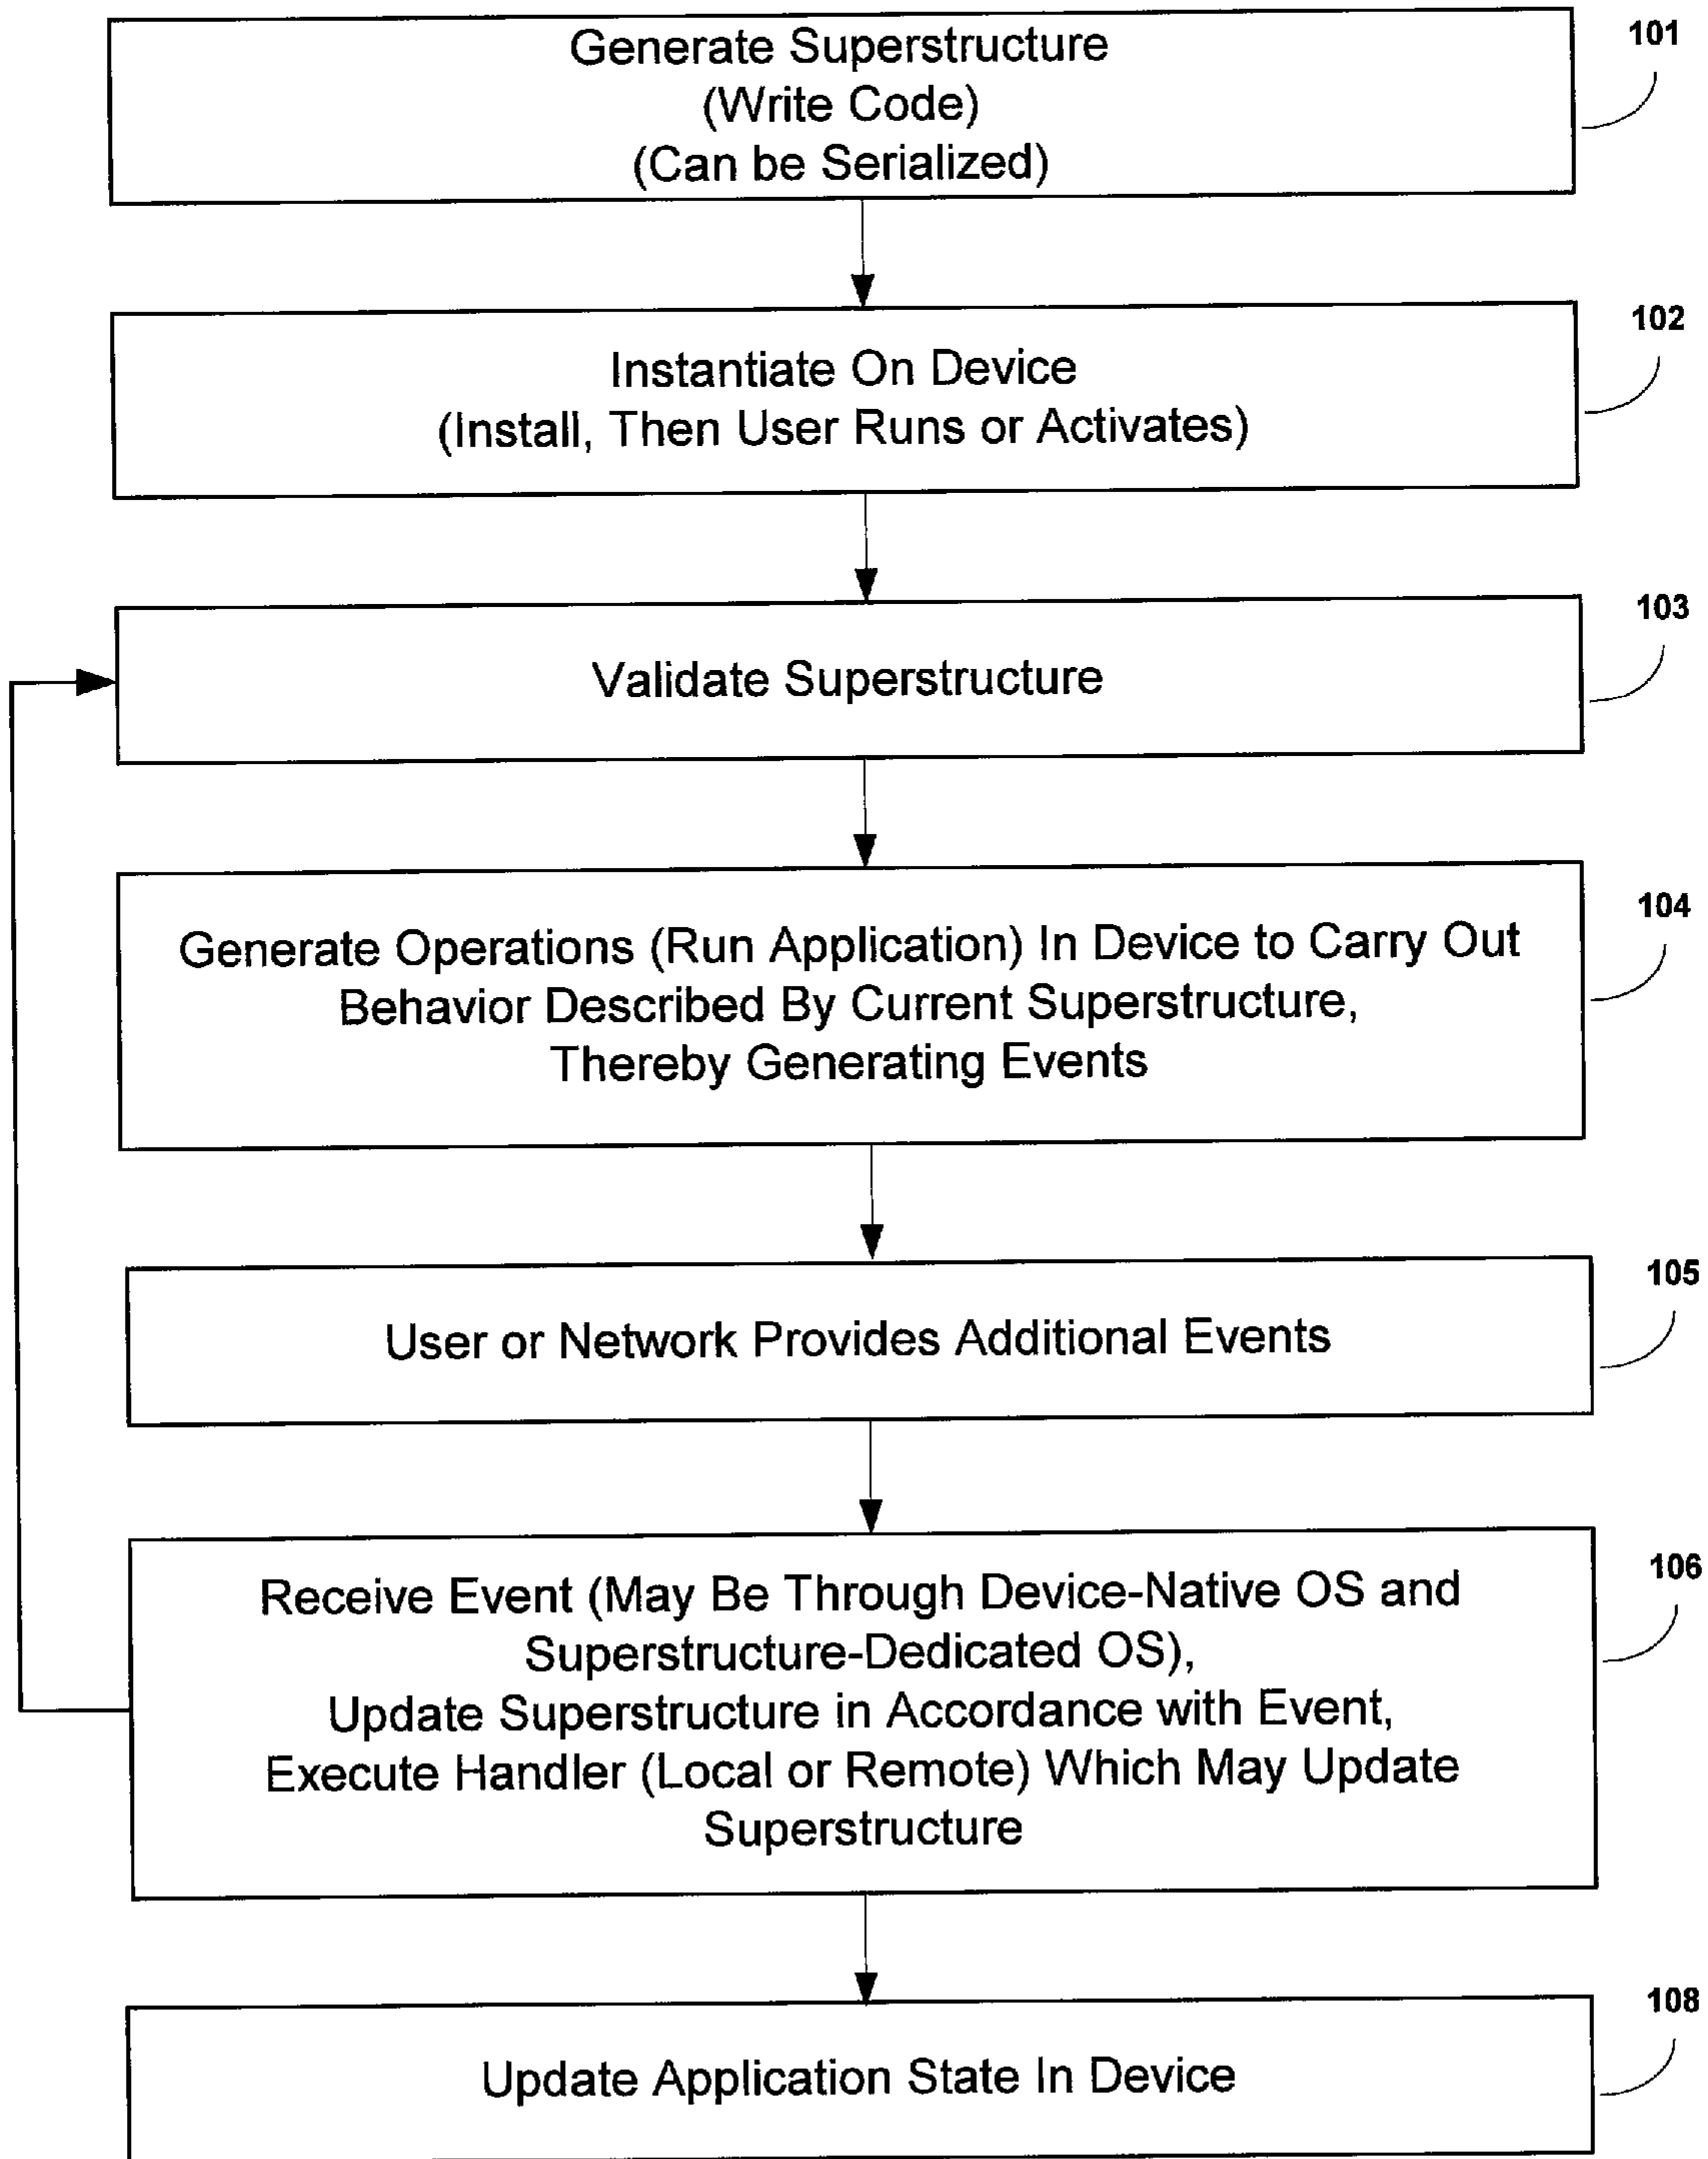 Generate Superstructure
(Write Code)
(Can be Serialized)
101
Instantiate On Device
(Install, Then User Runs or Activates)
102
Validate Superstructure
103
Generate Operations (Run Application) In Device to Carry Out
Behavior Described By Current Superstructure,
Thereby Generating Events
104
User or Network Provides Additional Events
105
Receive Event (May Be Through Device-Native OS and
Superstructure-Dedicated OS),
Update Superstructure in Accordance with Event,
Execute Handler (Local or Remote) Which May Update
Superstructure
106
Update Application State In Device
108